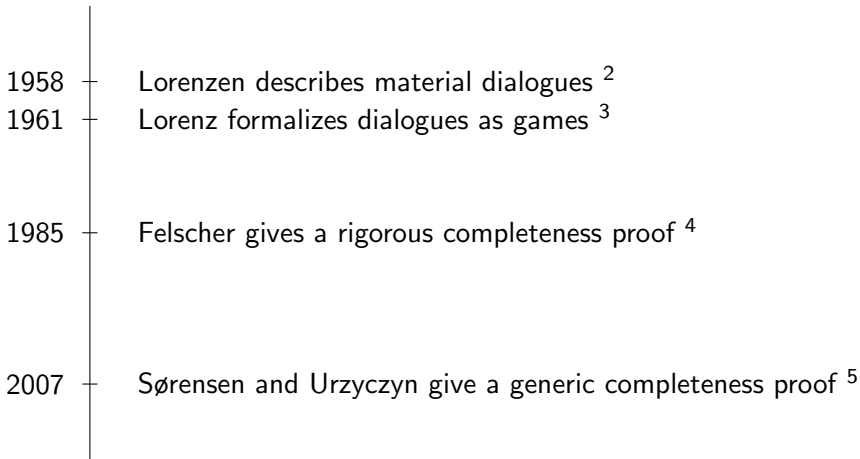 1958 Lorenzen describes material dialogues ²
1961 Lorenz formalizes dialogues as games ³
1985 Felscher gives a rigorous completeness proof ⁴
2007 Sørensen and Urzyczyn give a generic completeness proof ⁵